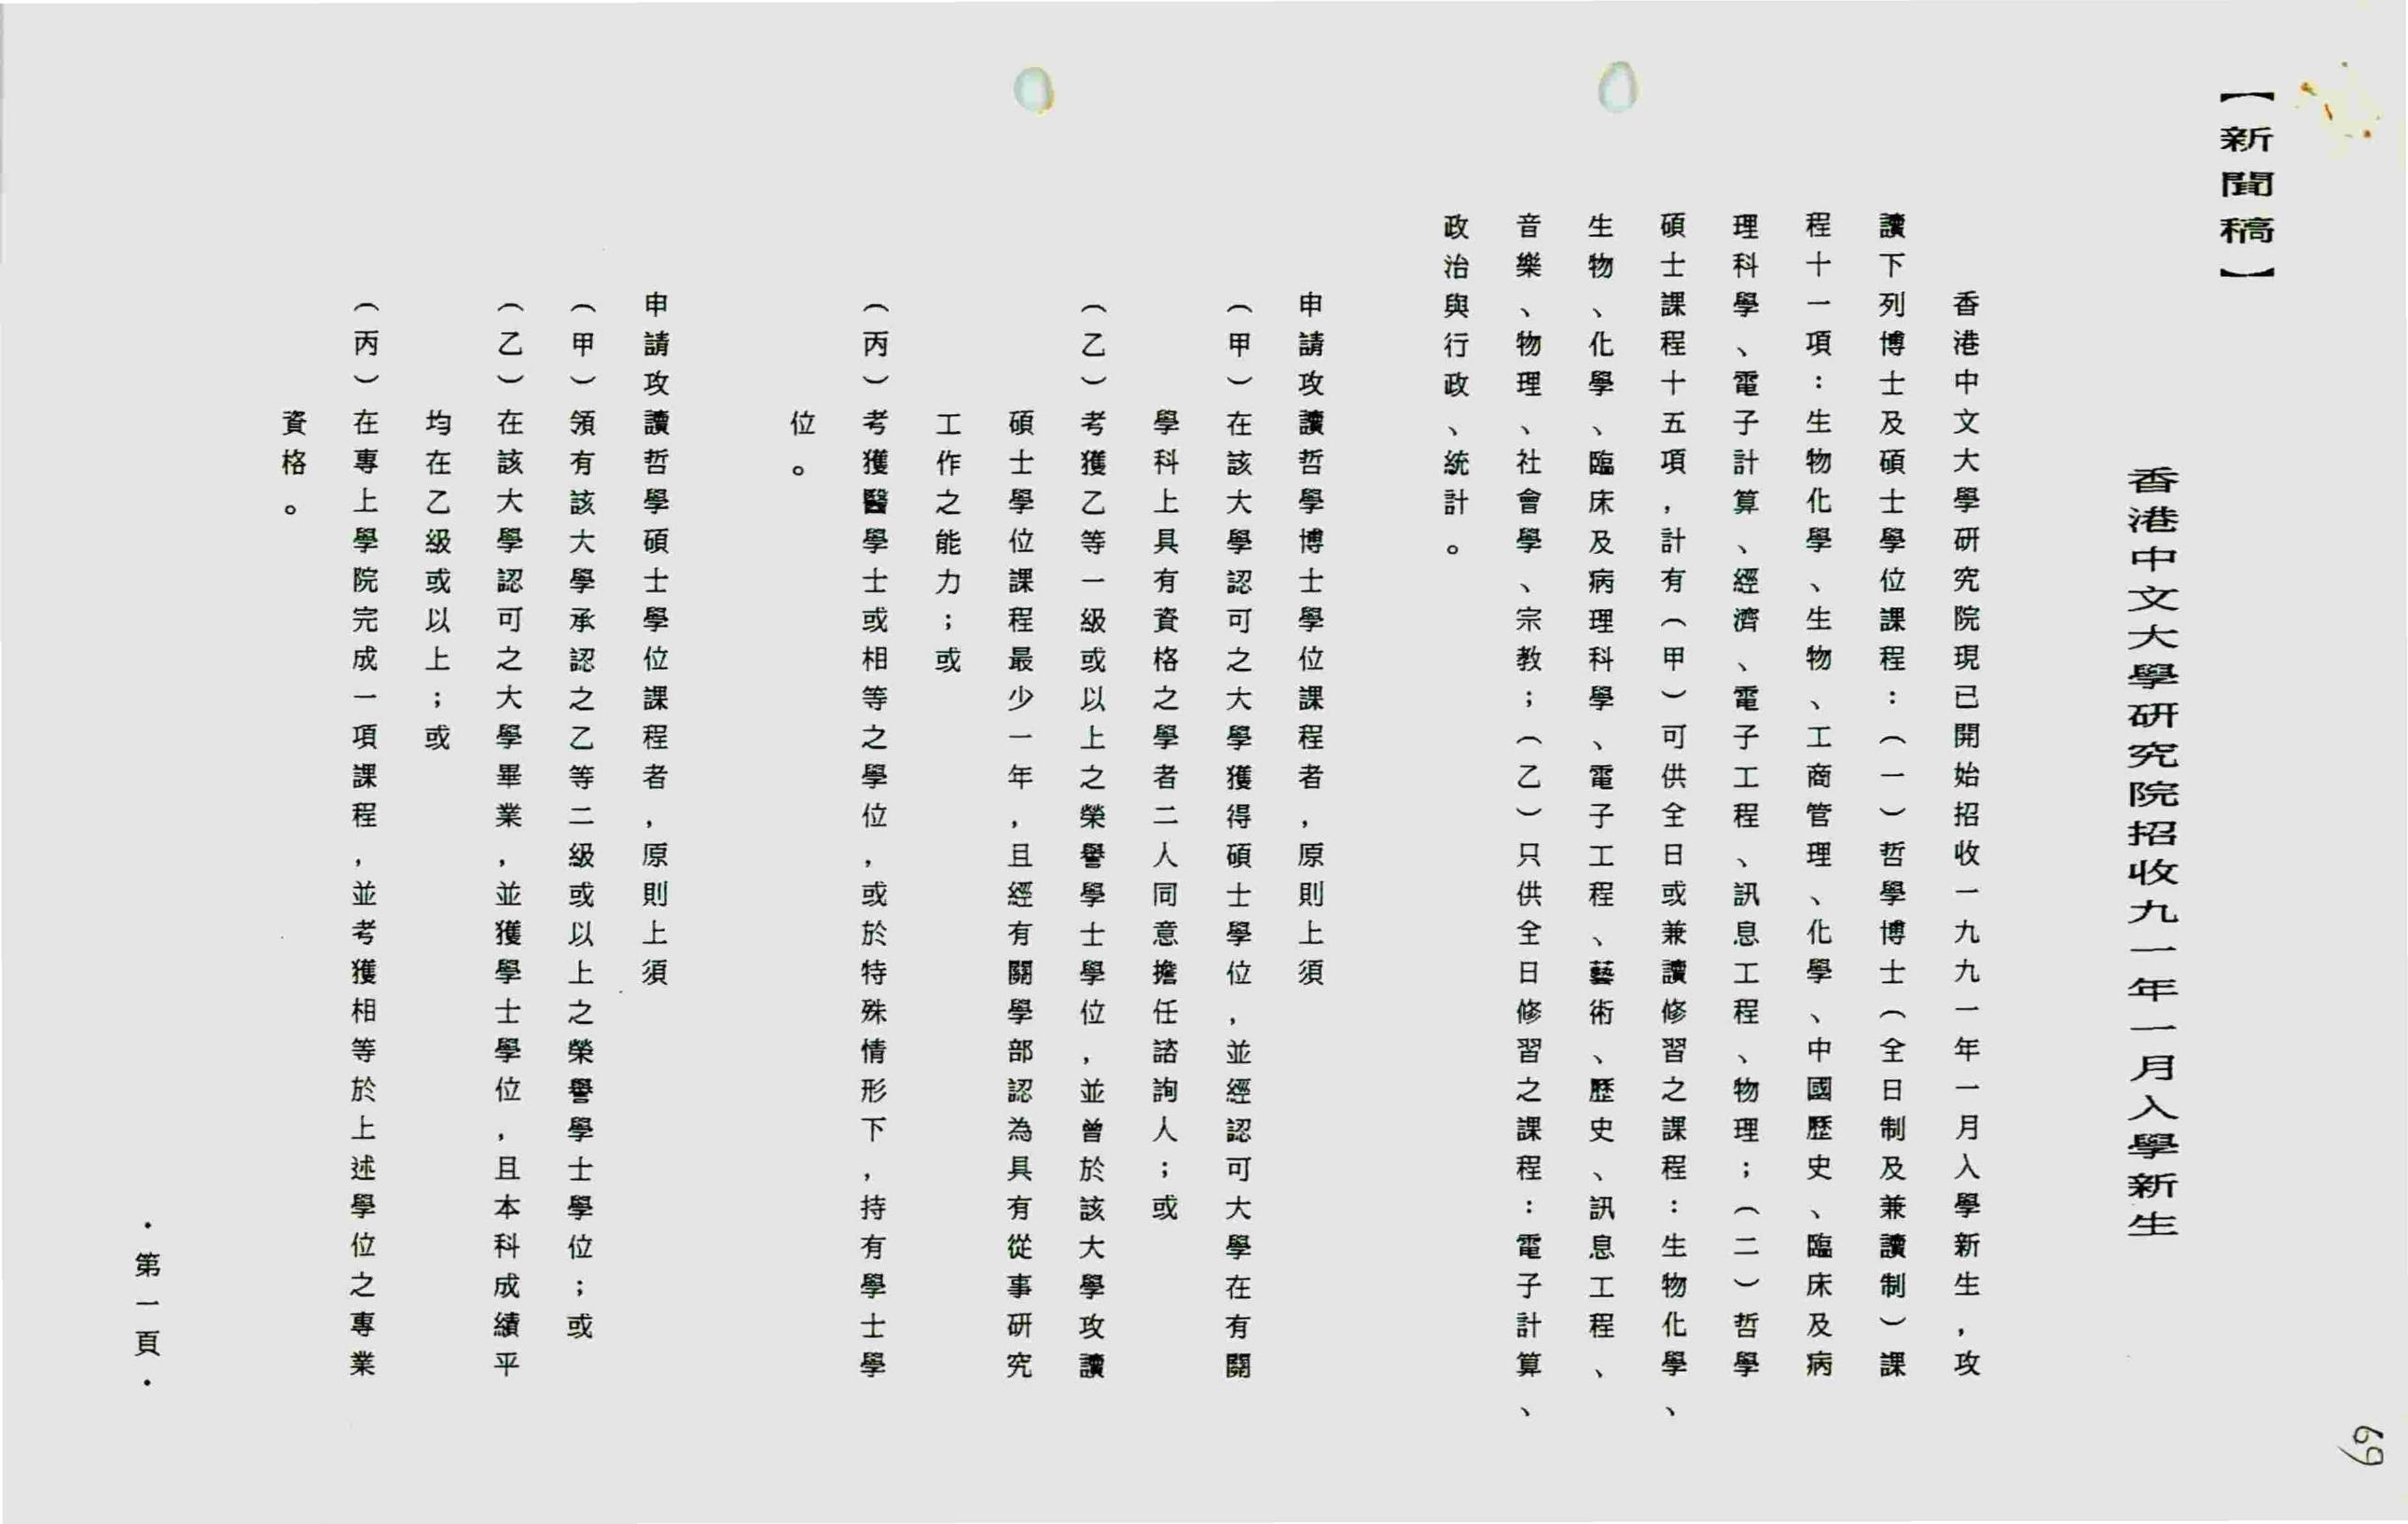 【新聞稿】
香港中文大學研究院招收九一年一月入學新生
香港中文大學研究院現已開始招收一九九一年一月入學新生,攻
讀下列博士及碩士學位課程:(一)哲學博士(全日制及兼讀制)課
程十一項:生物化學、生物、工商管理、化學、中國歷史、臨床及病
理科學、電子計算、經濟、電子工程、訊息工程、物理;(二)哲學
碩士課程十五項,計有(甲)可供全日或兼讀修習之課程:生物化學、
生物、化學、臨床及病理科學、電子工程、藝術、歷史、訊息工程、
音樂、物理、社會學、宗教;(乙)只供全日修習之課程:電子計算、
政治與行政、統計。
申請攻讀哲學博士學位課程者,原則上須
(甲)在該大學認可之大學獲得碩士學位,並經認可大學在有關
學科上具有資格之學者二人同意擔任諮詢人;或
(乙)考獲乙等一級或以上之榮譽學士學位,並曾於該大學攻讀
碩士學位課程最少一年,且經有關學部認為具有從事研究
工作之能力;或
(丙)考獲醫學士或相等之學位,或於特殊情形下,持有學士學
位。
申請攻讀哲學碩士學位課程者,原則上須
(甲)領有該大學承認之乙等二級或以上之榮譽學士學位;或
(乙)在該大學認可之大學畢業,並獲學士學位,且本科成績平
均在乙級或以上;或
(丙)在專上學院完成一項課程,並考獲相等於上述學位之專業
資格。
·第一頁·
69